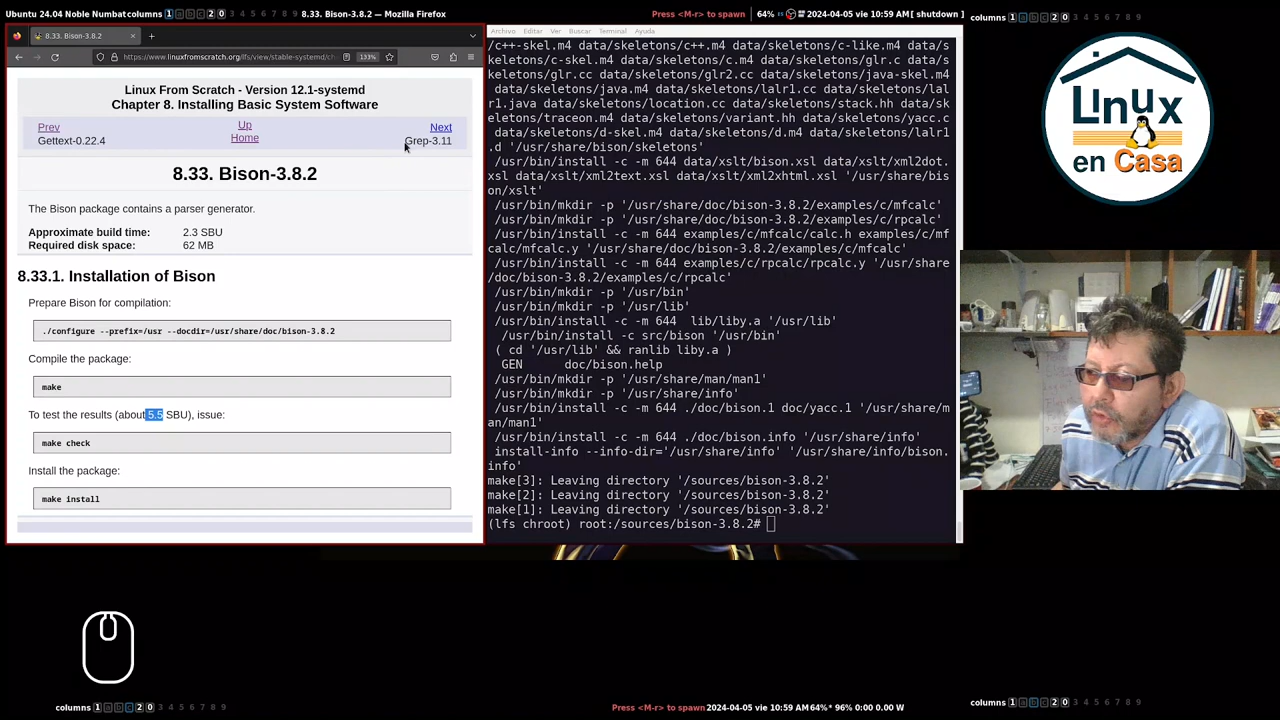 Ubuntu 24.04 Noble Numbat columns 1 a b c 2 0 3 4 5 6 7 8 9 8.33. Bison-3.8.2 — Mozilla Firefox
Press <M-r> to spawn 64% 2024-04-05 vie 10:59 AM [ shutdown ]
columns 1 a b c 2 0 3 4 5 6 7 8 9
8.33. Bison-3.8.2
https://www.linuxfromscratch.org/lfs/view/stable-systemd/ch 133%
Linux From Scratch - Version 12.1-systemd
Chapter 8. Installing Basic System Software
Prev Up Next
Gettext-0.22.4 Home Grep-3.11
8.33. Bison-3.8.2
The Bison package contains a parser generator.
Approximate build time: 2.3 SBU
Required disk space: 62 MB
8.33.1. Installation of Bison
Prepare Bison for compilation:
./configure --prefix=/usr --docdir=/usr/share/doc/bison-3.8.2
Compile the package:
make
To test the results (about 5.5 SBU), issue:
make check
Install the package:
make install
Archivo Editar Ver Buscar Terminal Ayuda
/c++-skel.m4 data/skeletons/c++.m4 data/skeletons/c-like.m4 data/s
keletons/c-skel.m4 data/skeletons/c.m4 data/skeletons/glr.c data/s
keletons/glr.cc data/skeletons/glr2.cc data/skeletons/java-skel.m4
data/skeletons/java.m4 data/skeletons/lalr1.cc data/skeletons/lal
r1.java data/skeletons/location.cc data/skeletons/stack.hh data/sk
eletons/traceon.m4 data/skeletons/variant.hh data/skeletons/yacc.c
data/skeletons/d-skel.m4 data/skeletons/d.m4 data/skeletons/lalr1
.d '/usr/share/bison/skeletons'
/usr/bin/install -c -m 644 data/xslt/bison.xsl data/xslt/xml2dot.
xsl data/xslt/xml2text.xsl data/xslt/xml2xhtml.xsl '/usr/share/bis
on/xslt'
/usr/bin/mkdir -p '/usr/share/doc/bison-3.8.2/examples/c/mfcalc'
/usr/bin/mkdir -p '/usr/share/doc/bison-3.8.2/examples/c/rpcalc'
/usr/bin/install -c -m 644 examples/c/mfcalc/calc.h examples/c/mf
calc/mfcalc.y '/usr/share/doc/bison-3.8.2/examples/c/mfcalc'
/usr/bin/install -c -m 644 examples/c/rpcalc/rpcalc.y '/usr/share
/doc/bison-3.8.2/examples/c/rpcalc'
/usr/bin/mkdir -p '/usr/bin'
/usr/bin/mkdir -p '/usr/lib'
/usr/bin/install -c -m 644 lib/liby.a '/usr/lib'
/usr/bin/install -c src/bison '/usr/bin'
( cd '/usr/lib' && ranlib liby.a )
GEN doc/bison.help
/usr/bin/mkdir -p '/usr/share/man/man1'
/usr/bin/mkdir -p '/usr/share/info'
/usr/bin/install -c -m 644 ./doc/bison.1 doc/yacc.1 '/usr/share/m
an/man1'
/usr/bin/install -c -m 644 ./doc/bison.info '/usr/share/info'
install-info --info-dir='/usr/share/info' '/usr/share/info/bison.
info'
make[3]: Leaving directory '/sources/bison-3.8.2'
make[2]: Leaving directory '/sources/bison-3.8.2'
make[1]: Leaving directory '/sources/bison-3.8.2'
(lfs chroot) root:/sources/bison-3.8.2#
Linux
en Casa
columns 1 a b c 2 0 3 4 5 6 7 8 9
Press <M-r> to spawn 2024-04-05 vie 10:59 AM 64%* 96% 0:00 0.00 W
columns 1 a b c 2 0 3 4 5 6 7 8 9